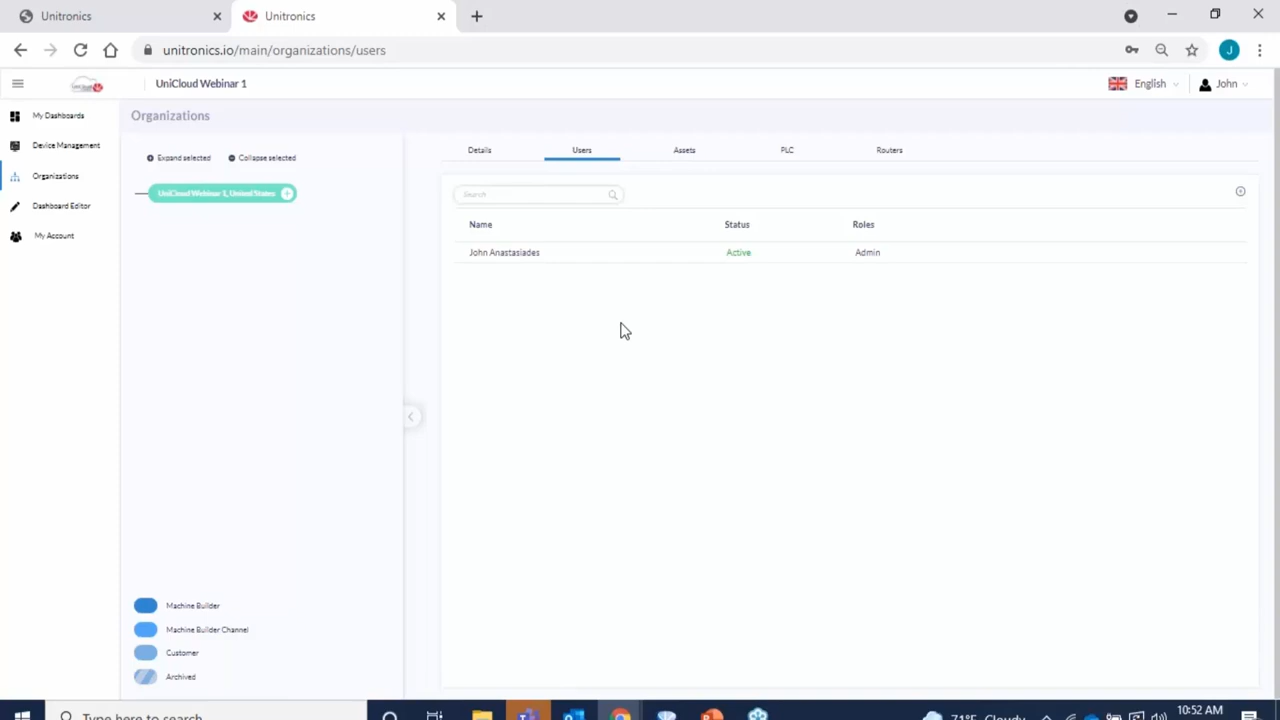 Unitronics
Unitronics
unitronics.io/main/organizations/users
J
UniCloud Webinar 1
English
John
My Dashboards
Device Management
Organizations
Dashboard Editor
My Account
Organizations
Expand selected
Collapse selected
UniCloud Webinar 1, United States
Machine Builder
Machine Builder Channel
Customer
Archived
Details
Users
Assets
PLC
Routers
Search
Name
Status
Roles
John Anastasiades
Active
Admin
Type here to search
71°F Cloudy
10:52 AM